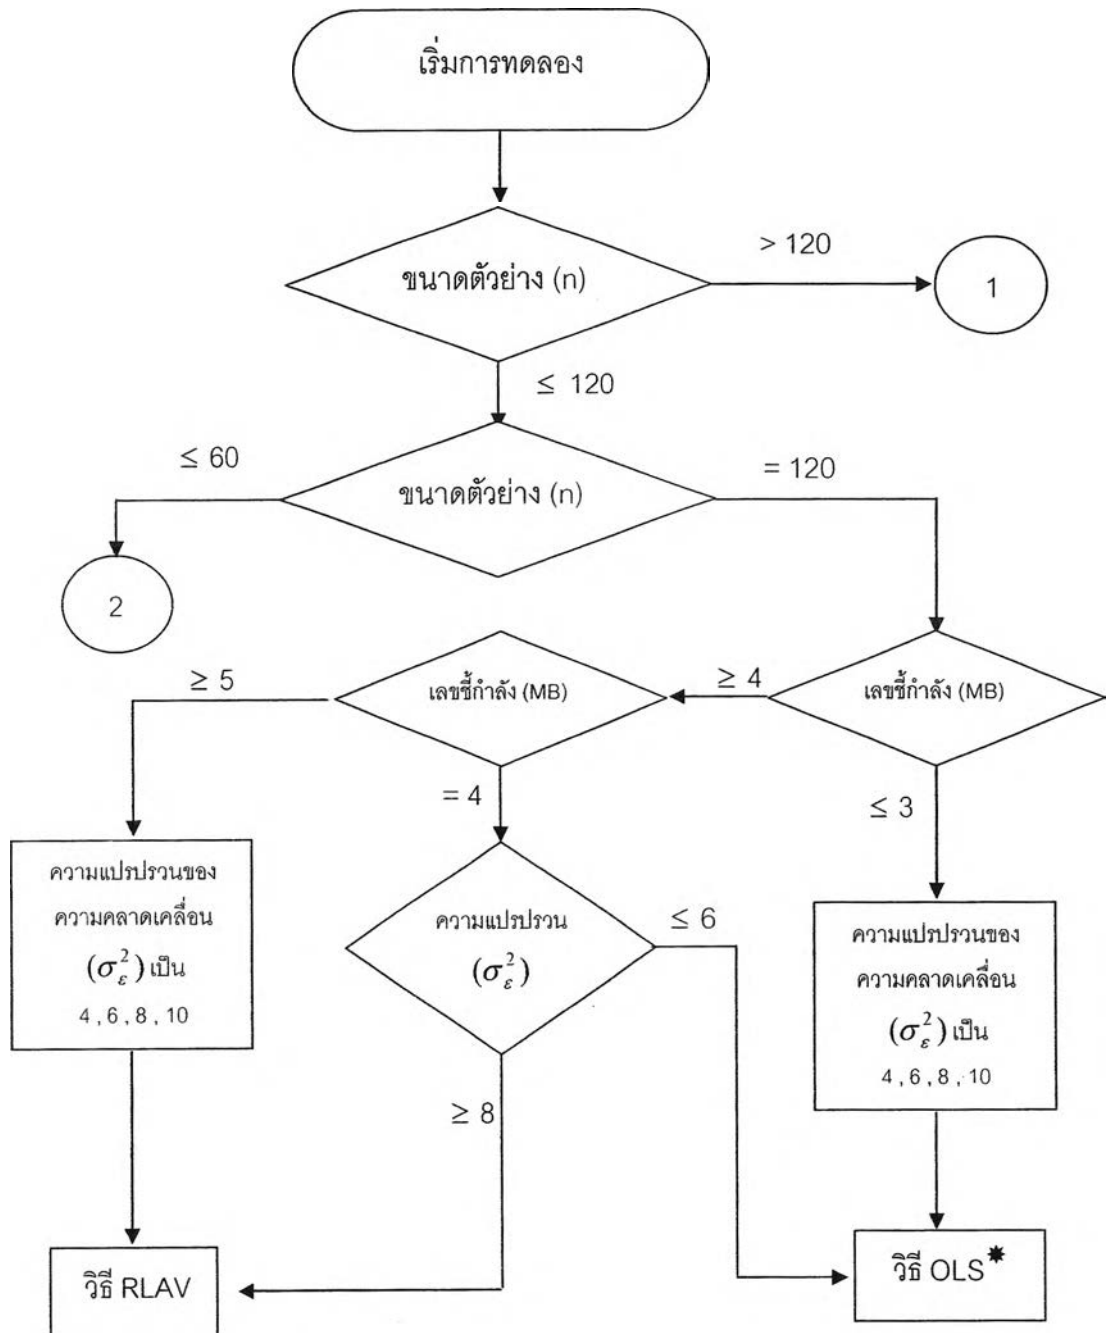 เริ่มการทดลอง
> 120
ขนาดตัวอย่าง (n)
1
≤ 120
≤ 60
= 120
ขนาดตัวอย่าง (n)
2
≥ 5
เลขชี้กำลัง (MB)
≥ 4
เลขชี้กำลัง (MB)
= 4
≤ 3
ความแปรปรวนของ
ความคลาดเคลื่อน
(σ_ε^2) เป็น
4 , 6 , 8 , 10
ความแปรปรวน
(σ_ε^2)
≤ 6
ความแปรปรวนของ
ความคลาดเคลื่อน
(σ_ε^2) เป็น
4 , 6 , 8 , 10
≥ 8
วิธี RLAV
วิธี OLS*